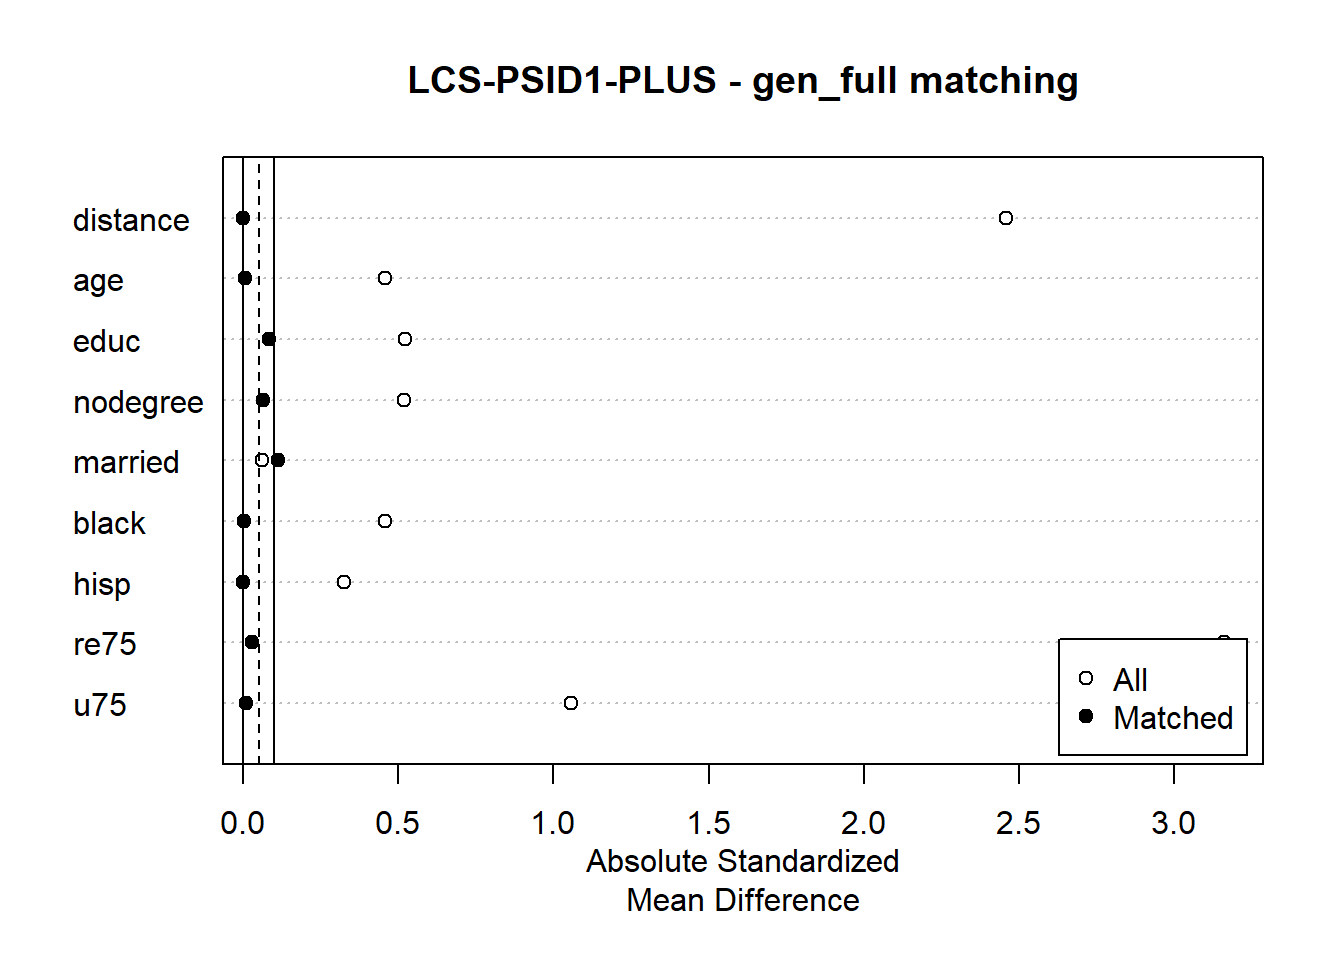 LCS-PSID1-PLUS - gen_full matching
distance
age
educ
nodegree
married
black
hisp
re75
u75
All
Matched
0.0 0.5 1.0 1.5 2.0 2.5 3.0
Absolute Standardized
Mean Difference